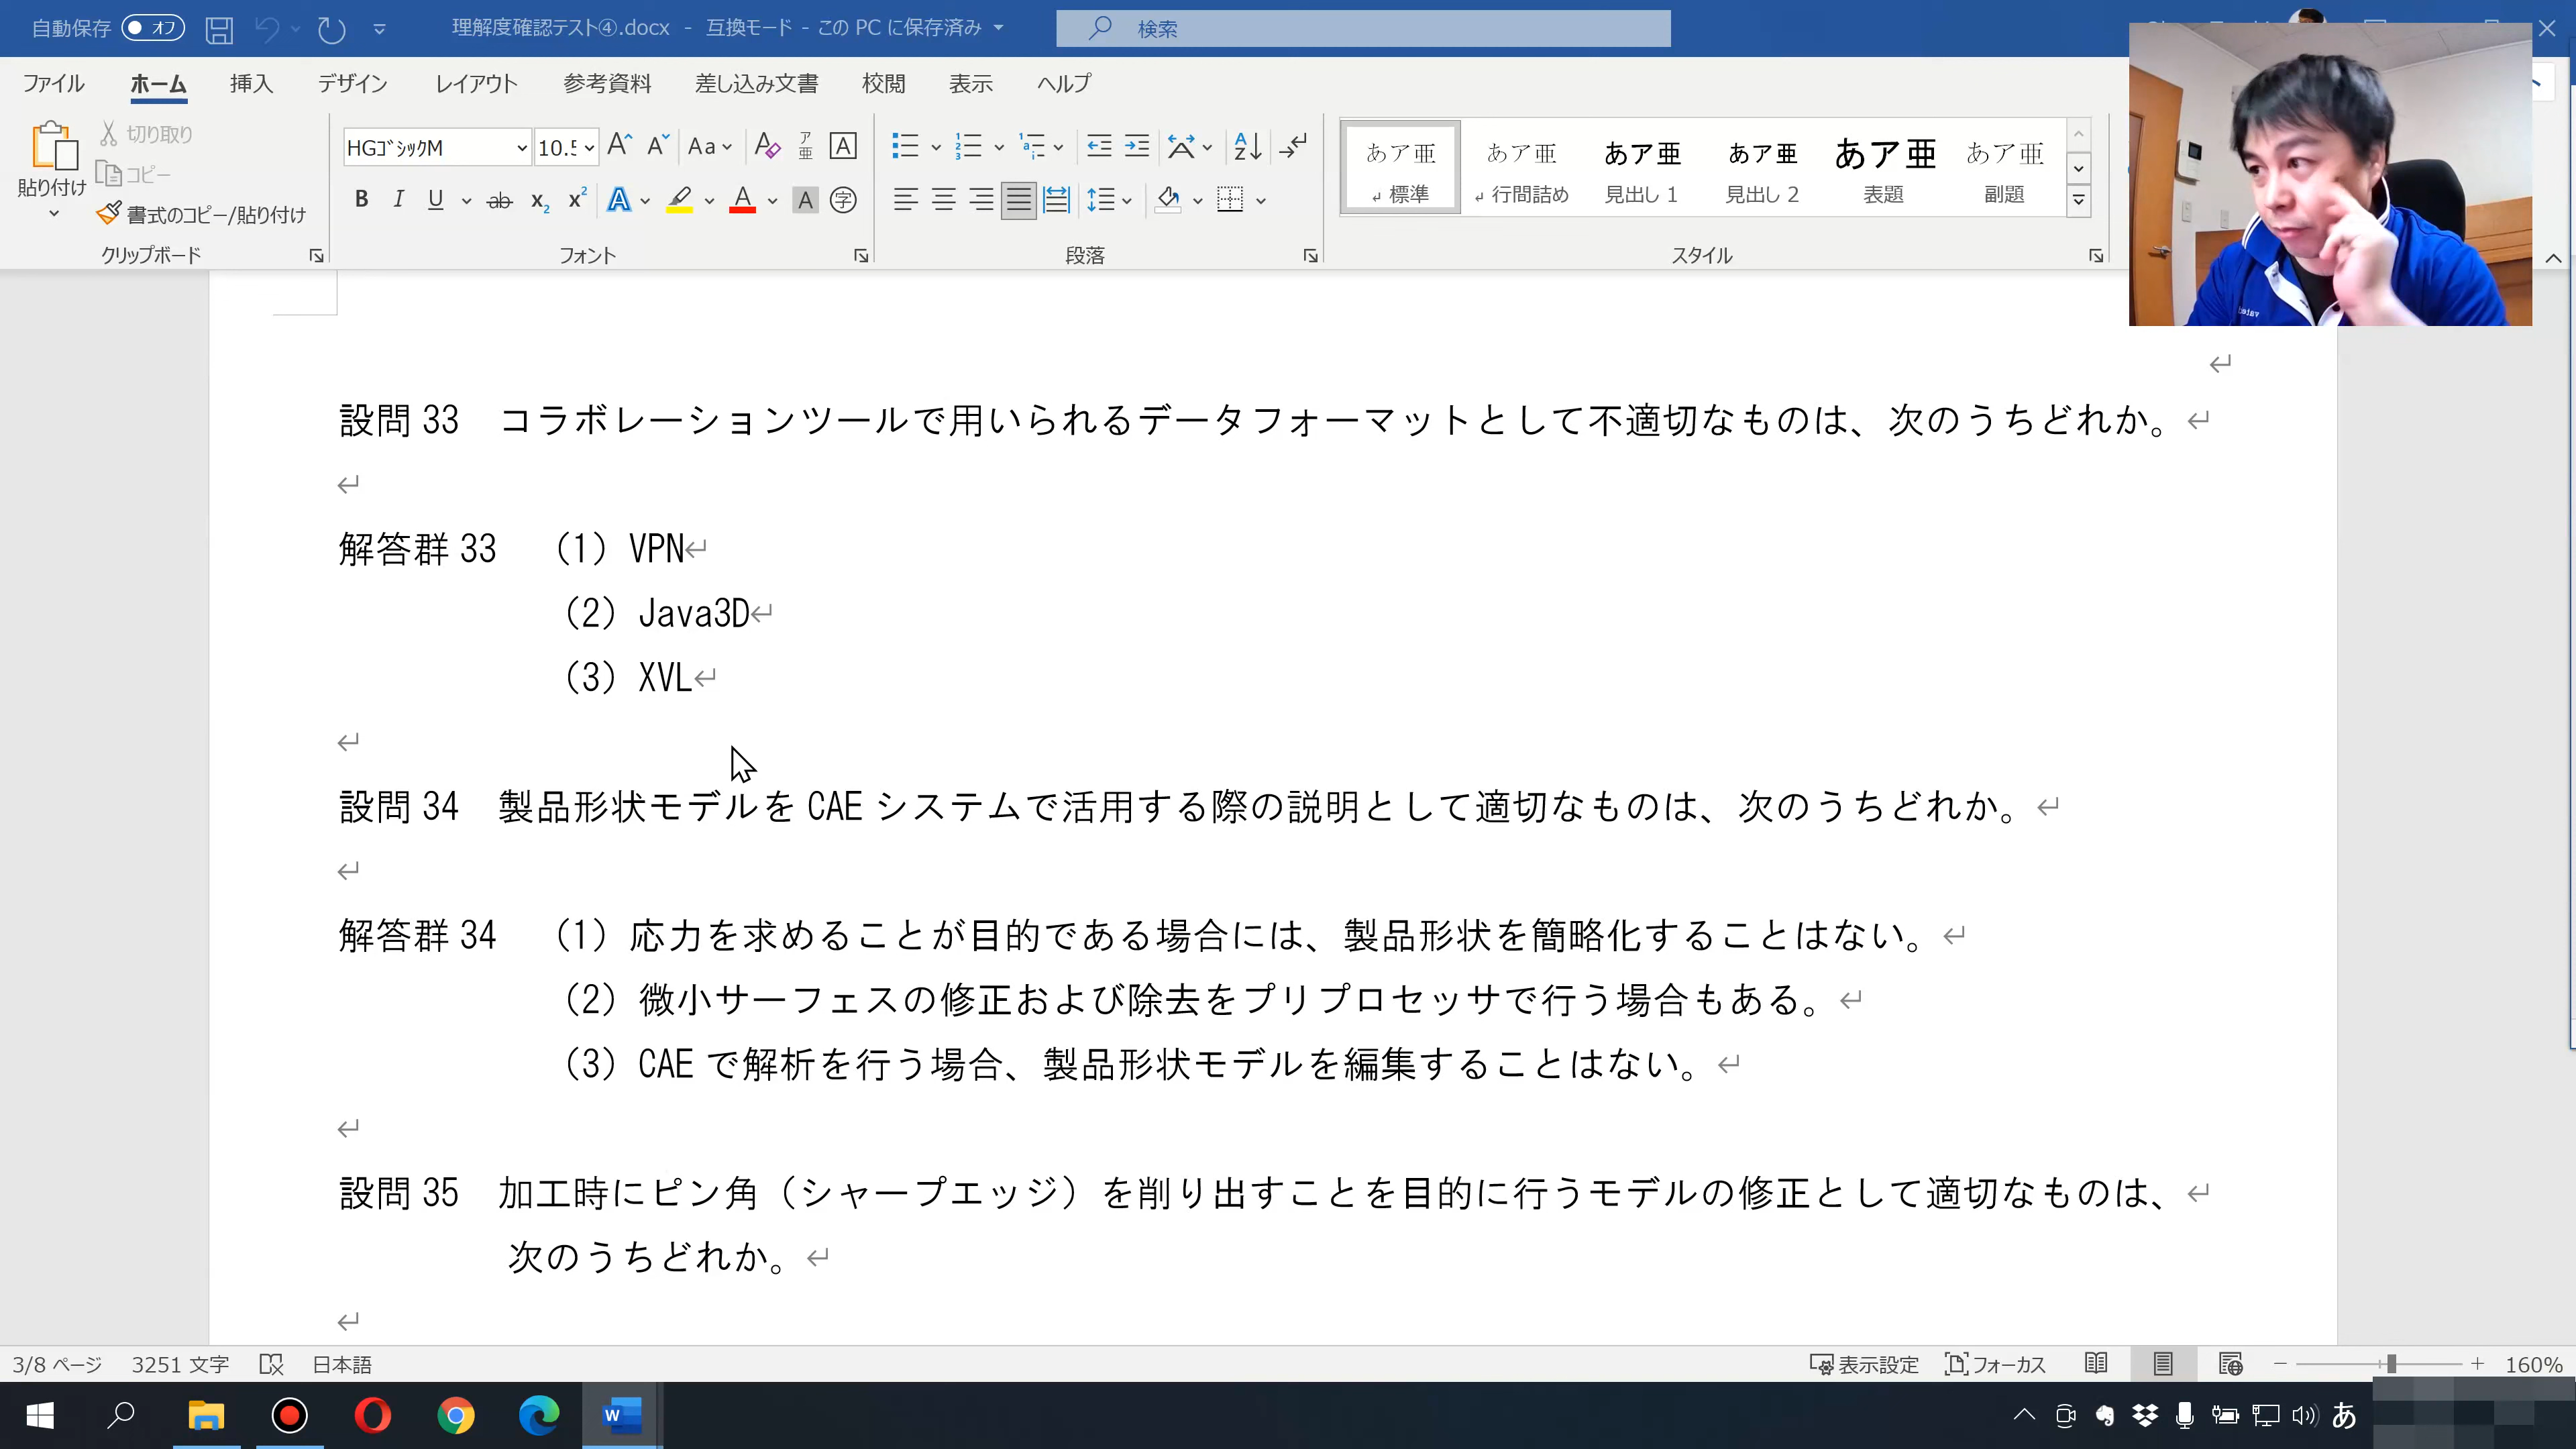 自動保存 オフ 理解度確認テスト④.docx - 互換モード - この PC に保存済み 検索
ファイル ホーム 挿入 デザイン レイアウト 参考資料 差し込み文書 校閲 表示 ヘルプ
貼り付け 切り取り コピー 書式のコピー/貼り付け
HGゴシックM 10.5
標準 行間詰め 見出し 1 見出し 2 表題 副題
クリップボード フォント 段落 スタイル
設問 33 コラボレーションツールで用いられるデータフォーマットとして不適切なものは、次のうちどれか。
解答群 33 (1) VPN
(2) Java3D
(3) XVL
設問 34 製品形状モデルを CAE システムで活用する際の説明として適切なものは、次のうちどれか。
解答群 34 (1) 応力を求めることが目的である場合には、製品形状を簡略化することはない。
(2) 微小サーフェスの修正および除去をプリプロセッサで行う場合もある。
(3) CAE で解析を行う場合、製品形状モデルを編集することはない。
設問 35 加工時にピン角（シャープエッジ）を削り出すことを目的に行うモデルの修正として適切なものは、
次のうちどれか。
3/8 ページ 3251 文字 日本語 表示設定 フォーカス 160%
あ